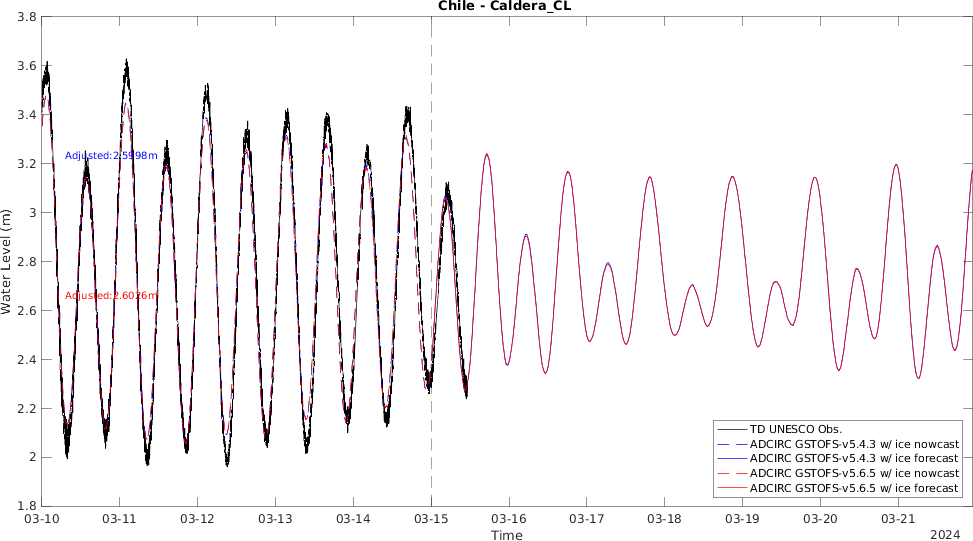 Chile - Caldera_CL
3.8
3.6
3.4
3.2
3
2.8
2.6
2.4
2.2
2
1.8
Water Level (m)
Adjusted:2.5998m
Adjusted:2.6026m
TD UNESCO Obs.
ADCIRC GSTOFS-v5.4.3 w/ ice nowcast
ADCIRC GSTOFS-v5.4.3 w/ ice forecast
ADCIRC GSTOFS-v5.6.5 w/ ice nowcast
ADCIRC GSTOFS-v5.6.5 w/ ice forecast
03-10 03-11 03-12 03-13 03-14 03-15 03-16 03-17 03-18 03-19 03-20 03-21
Time
2024